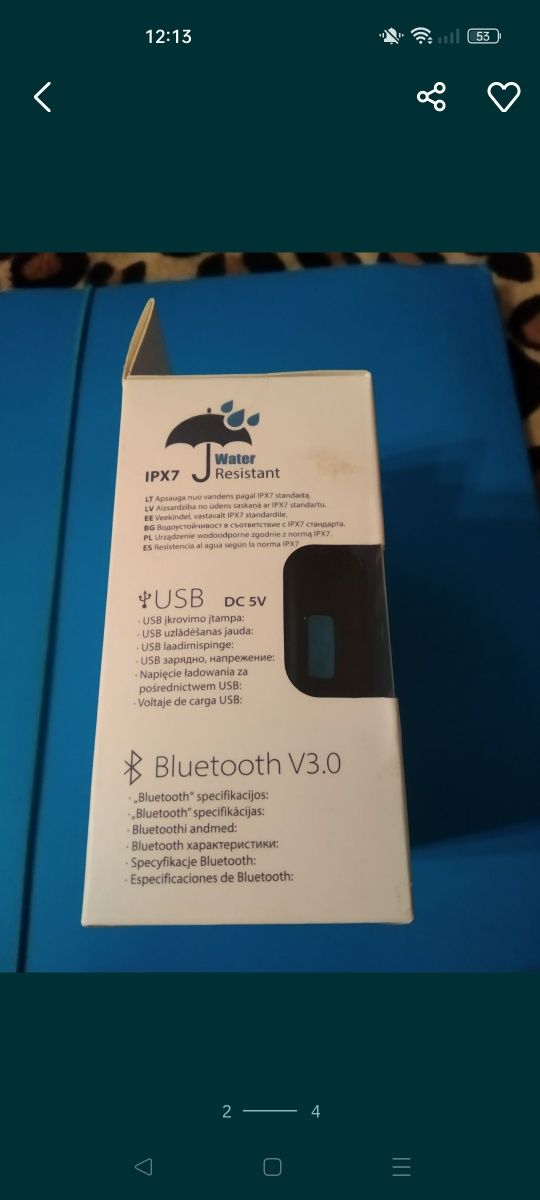 12:13
53
Water
IPX7 Resistant
LT Apsauga nuo vandens pagal IPX7 standartą.
LV Aizsardzība no ūdens saskaņā ar IPX7 standartu.
EE Veekindel, vastavalt IPX7 standardile.
BG Водоустойчивост в съответствие с IPX7 стандарта.
PL Urządzenie wodoodporne zgodnie z normą IPX7.
ES Resistencia al agua según la norma IPX7
USB DC 5V
· USB įkrovimo įtampa:
· USB uzlādēšanas jauda:
· USB laadimispinge:
· USB зарядно, напрежение:
· Napięcie ładowania za
pośrednictwem USB:
· Voltaje de carga USB:
Bluetooth V3.0
· „Bluetooth" specifikacijos:
· „Bluetooth" specifikācijas:
· Bluetoothi andmed:
· Bluetooth характеристики:
· Specyfikacje Bluetooth:
· Especificaciones de Bluetooth:
2 4